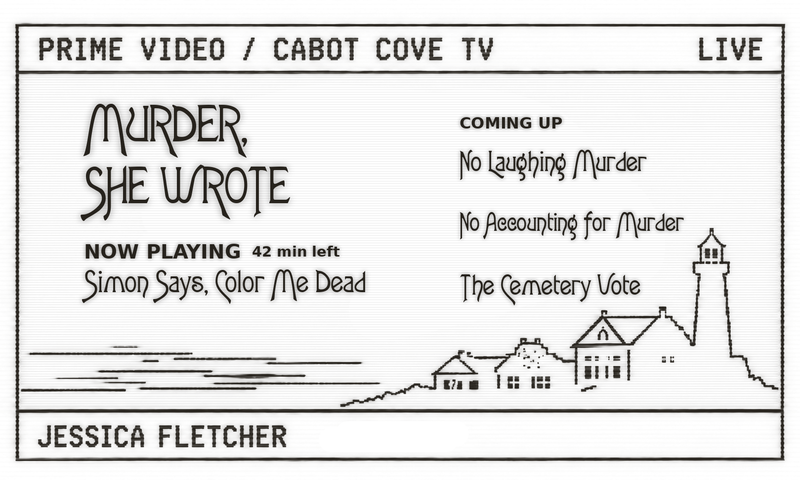 PRIME VIDEO / CABOT COVE TV
LIVE
MURDER,
SHE WROTE
NOW PLAYING 42 min left
Simon Says, Color Me Dead
COMING UP
No Laughing Murder
No Accounting for Murder
The Cemetery Vote
JESSICA FLETCHER